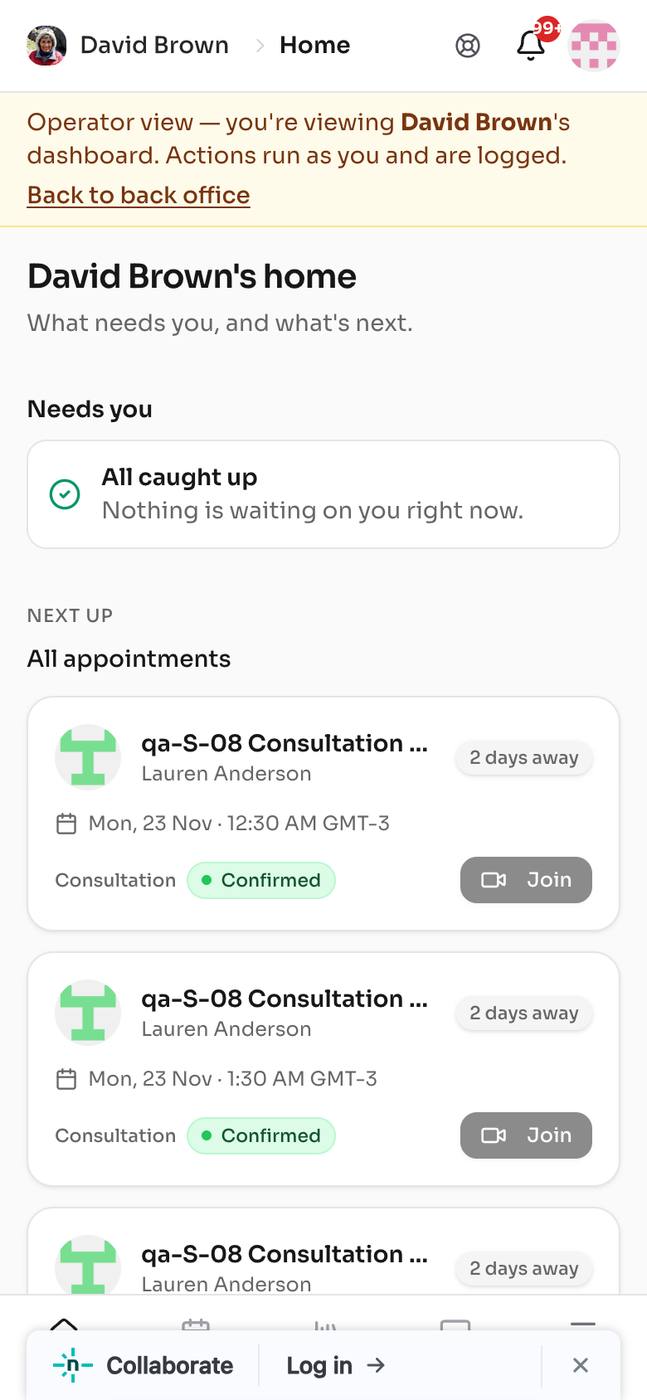 David Brown Home
99+
Operator view — you're viewing David Brown's
dashboard. Actions run as you and are logged.
Back to back office
David Brown's home
What needs you, and what's next.
Needs you
All caught up
Nothing is waiting on you right now.
NEXT UP
All appointments
qa-S-08 Consultation ...
2 days away
Lauren Anderson
Mon, 23 Nov · 12:30 AM GMT-3
Consultation Confirmed Join
qa-S-08 Consultation ...
2 days away
Lauren Anderson
Mon, 23 Nov · 1:30 AM GMT-3
Consultation Confirmed Join
qa-S-08 Consultation ...
2 days away
Lauren Anderson
n Collaborate Log in →